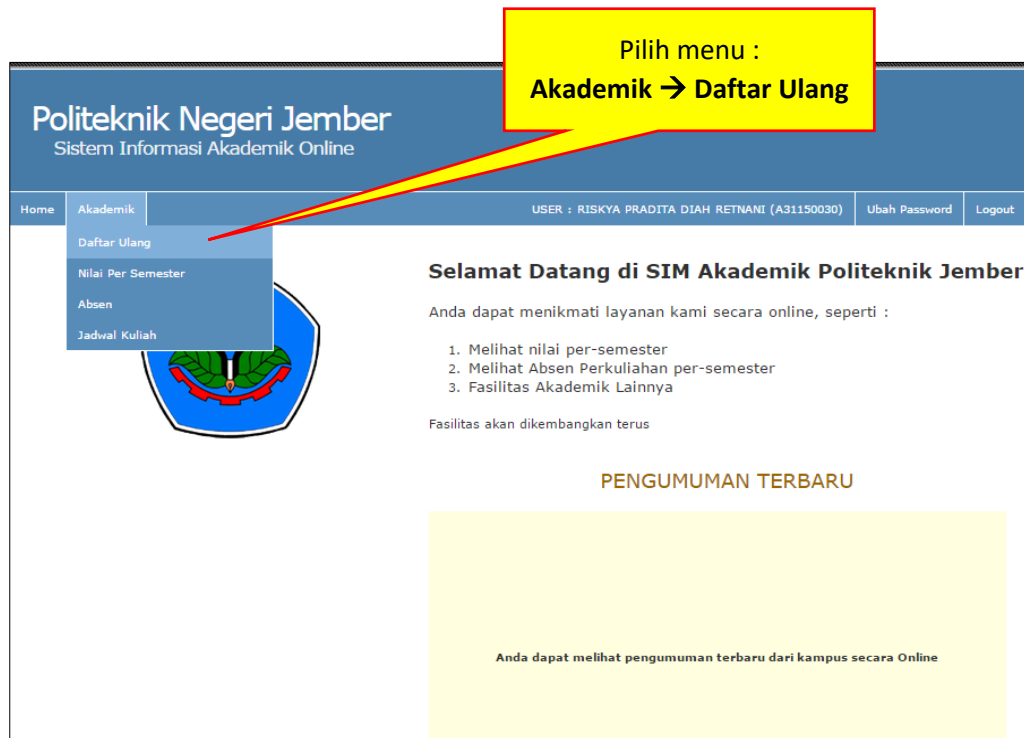 Pilih menu :
Akademik → Daftar Ulang
Politeknik Negeri Jember
Sistem Informasi Akademik Online
Home
Akademik
USER : RISKYA PRADITA DIAH RETNANI (A31150030)
Ubah Password
Logout
Daftar Ulang
Nilai Per Semester
Absen
Jadwal Kuliah
Selamat Datang di SIM Akademik Politeknik Jember
Anda dapat menikmati layanan kami secara online, seperti :
1. Melihat nilai per-semester
2. Melihat Absen Perkuliahan per-semester
3. Fasilitas Akademik Lainnya
Fasilitas akan dikembangkan terus
PENGUMUMAN TERBARU
Anda dapat melihat pengumuman terbaru dari kampus secara Online